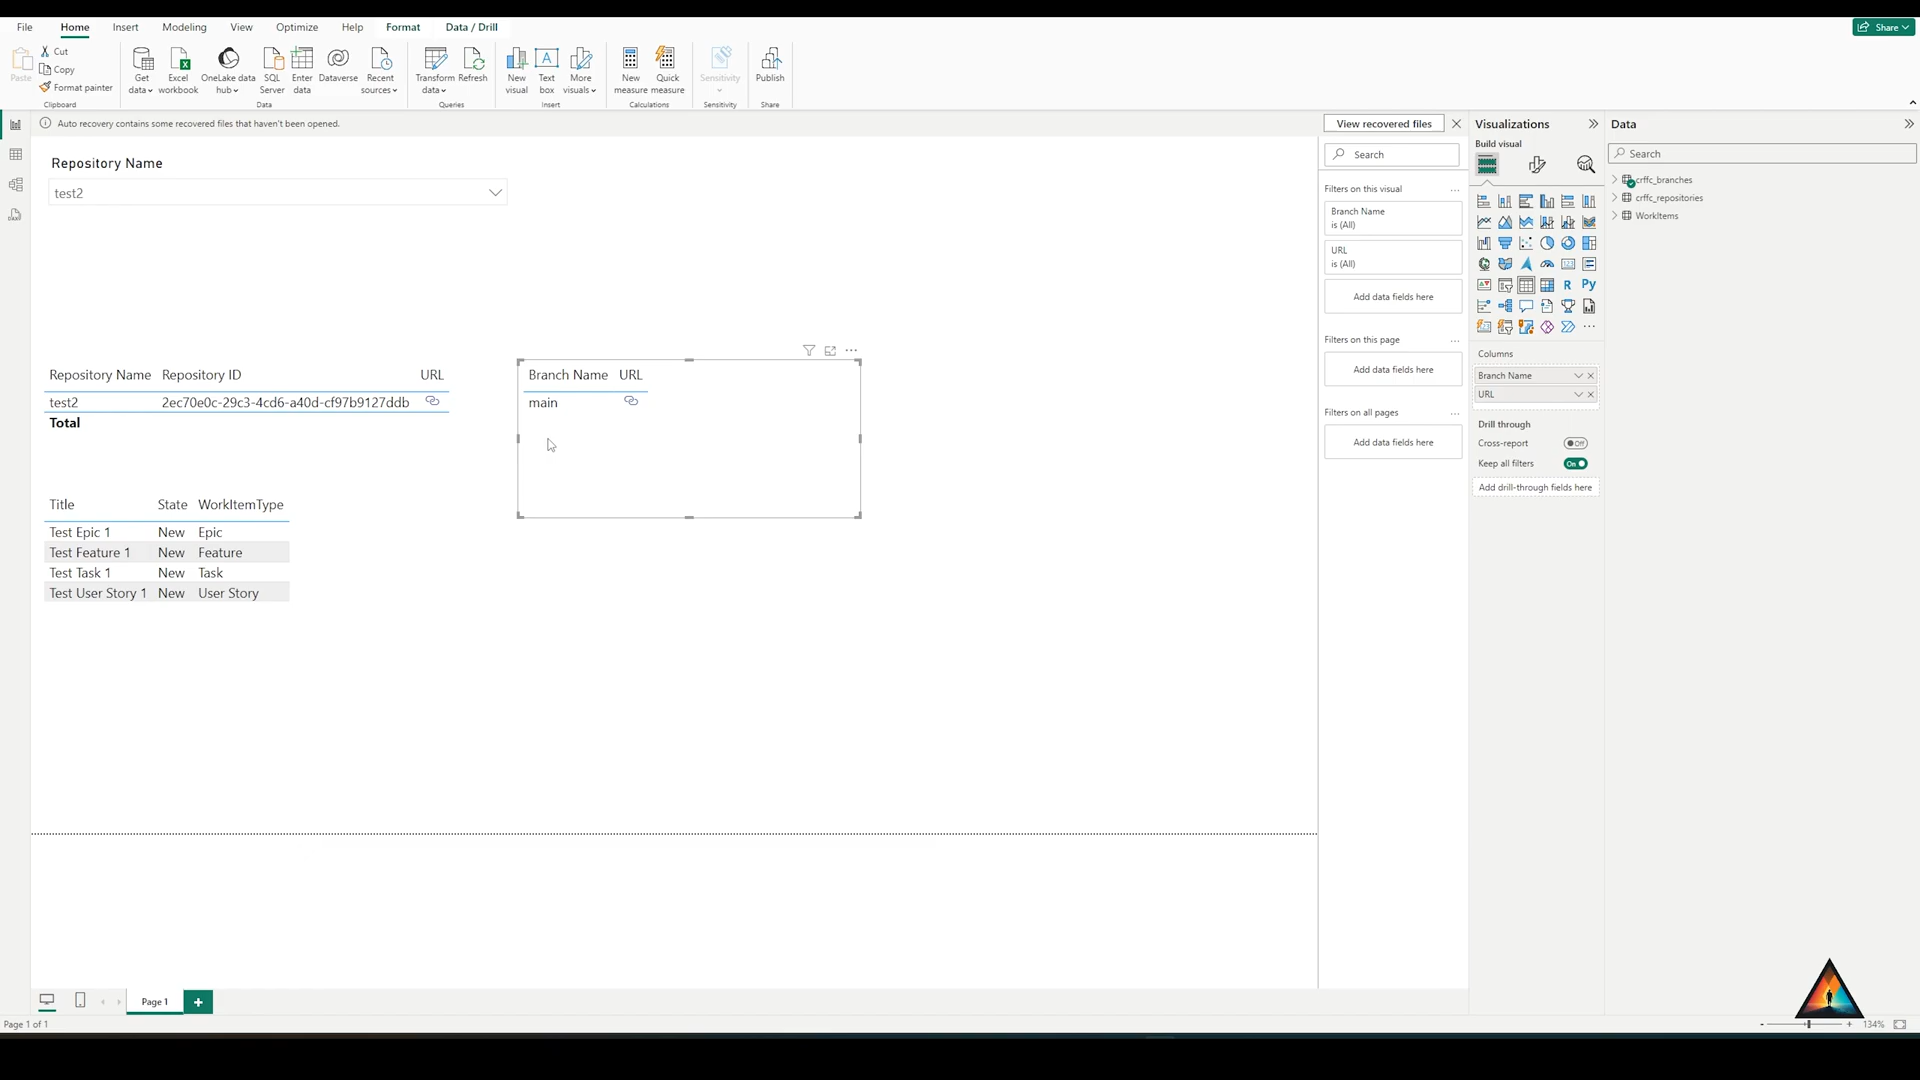 File Home Insert Modeling View Optimize Help Format Data / Drill Share
Paste
Cut
Copy
Format painter
Clipboard
Get data
Excel workbook
OneLake data hub
SQL Server
Enter data
Dataverse
Recent sources
Data
Transform data
Refresh
Queries
New visual
Text box
More visuals
Insert
New measure
Quick measure
Calculations
Sensitivity
Sensitivity
Publish
Share
Auto recovery contains some recovered files that haven't been opened.
View recovered files
Repository Name
test2
Repository Name Repository ID URL
test2 2ec70e0c-29c3-4cd6-a40d-cf97b9127ddb
Total
Branch Name URL
main
Title State WorkItemType
Test Epic 1 New Epic
Test Feature 1 New Feature
Test Task 1 New Task
Test User Story 1 New User Story
Search
Filters on this visual ...
Branch Name
is (All)
URL
is (All)
Add data fields here
Filters on this page ...
Add data fields here
Filters on all pages ...
Add data fields here
Visualizations
Build visual
R Py
Columns
Branch Name
URL
Drill through
Cross-report Off
Keep all filters On
Add drill-through fields here
Data
Search
crffc_branches
crffc_repositories
WorkItems
Page 1
Page 1 of 1
134%